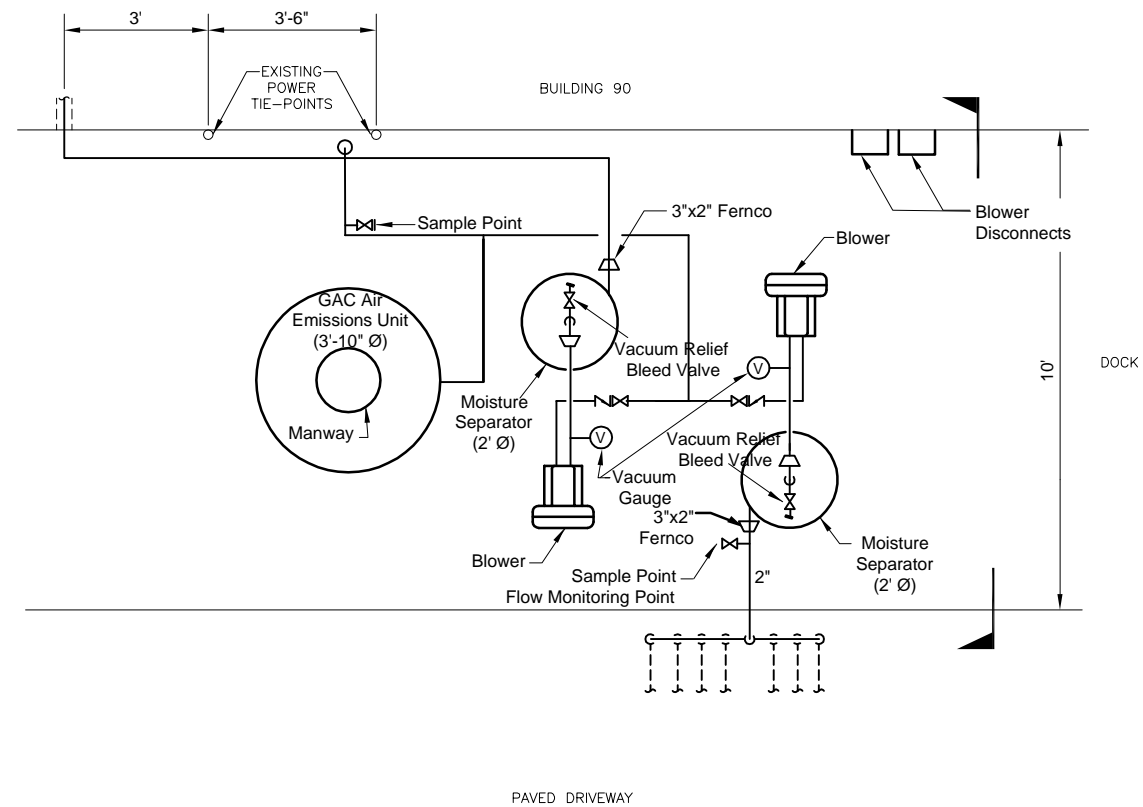 3'
3'-6"
EXISTING
POWER
TIE-POINTS
BUILDING 90
Sample Point
3"x2" Fernco
Blower
Blower
Disconnects
GAC Air
Emissions Unit
(3'-10" Ø)
Manway
Vacuum Relief
Bleed Valve
Moisture
Separator
(2' Ø)
V
V
10'
DOCK
Vacuum Relief
Bleed Valve
Vacuum
Gauge
3"x2"
Fernco
Blower
Sample Point
Flow Monitoring Point
2"
Moisture
Separator
(2' Ø)
PAVED DRIVEWAY